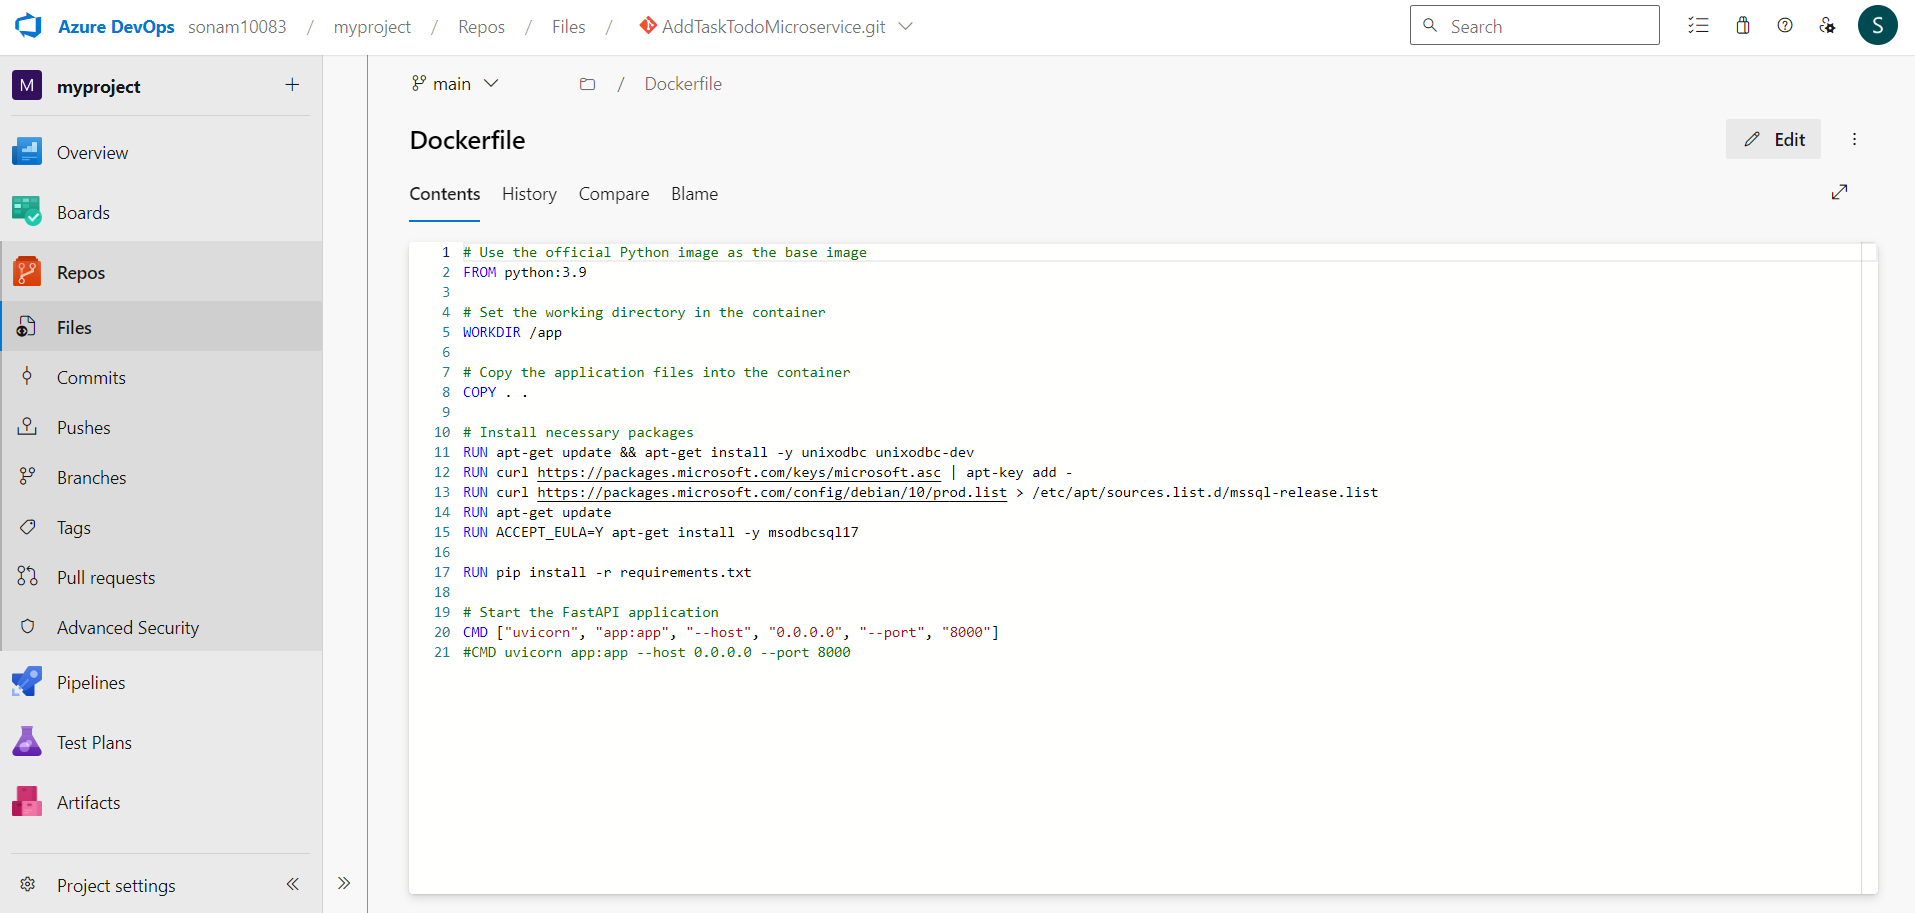 Azure DevOps sonam10083 / myproject / Repos / Files / AddTaskTodoMicroservice.git
Search
S
M myproject
Overview
Boards
Repos
Files
Commits
Pushes
Branches
Tags
Pull requests
Advanced Security
Pipelines
Test Plans
Artifacts
Project settings
main
/ Dockerfile
Dockerfile
Edit
Contents History Compare Blame
1 # Use the official Python image as the base image
2 FROM python:3.9
3
4 # Set the working directory in the container
5 WORKDIR /app
6
7 # Copy the application files into the container
8 COPY . .
9
10 # Install necessary packages
11 RUN apt-get update && apt-get install -y unixodbc unixodbc-dev
12 RUN curl https://packages.microsoft.com/keys/microsoft.asc | apt-key add -
13 RUN curl https://packages.microsoft.com/config/debian/10/prod.list > /etc/apt/sources.list.d/mssql-release.list
14 RUN apt-get update
15 RUN ACCEPT_EULA=Y apt-get install -y msodbcsql17
16
17 RUN pip install -r requirements.txt
18
19 # Start the FastAPI application
20 CMD ["uvicorn", "app:app", "--host", "0.0.0.0", "--port", "8000"]
21 #CMD uvicorn app:app --host 0.0.0.0 --port 8000